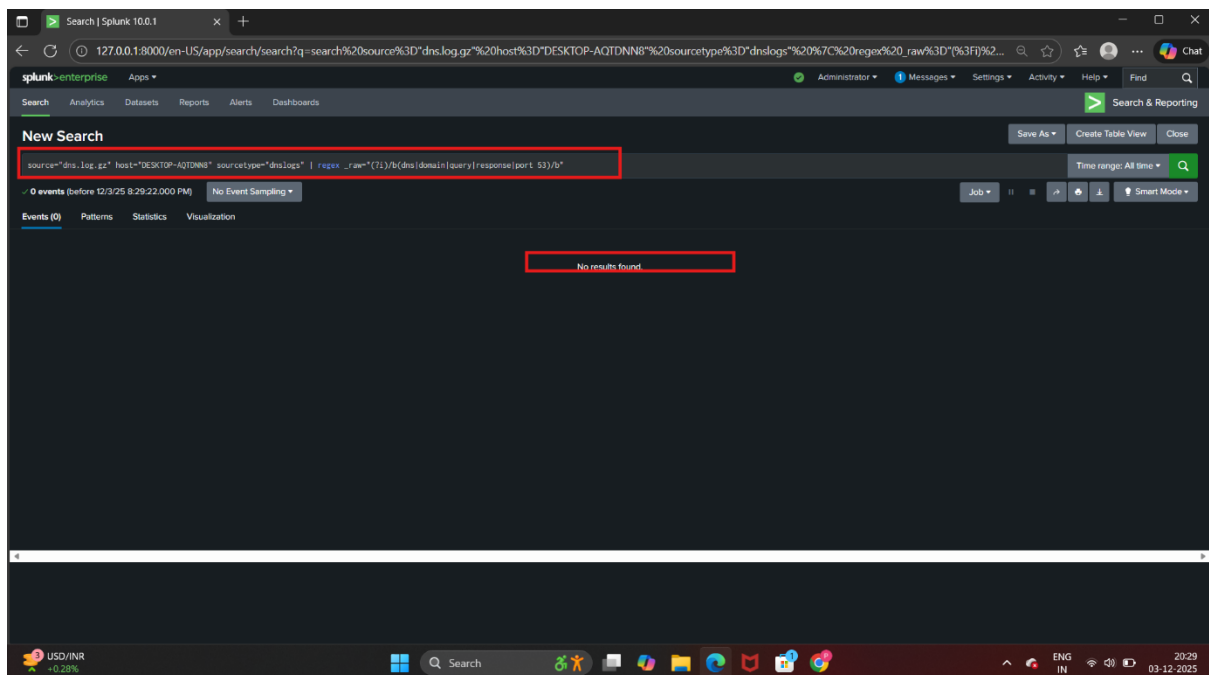 Search | Splunk 10.0.1
127.0.0.1:8000/en-US/app/search/search?q=search%20source%3D"dns.log.gz"%20host%3D"DESKTOP-AQTDNN8"%20sourcetype%3D"dnslogs"%20%7C%20regex%20_raw%3D"(%3Fi)%2...
Chat
splunk>enterprise Apps
Administrator 1 Messages Settings Activity Help Find
Search Analytics Datasets Reports Alerts Dashboards Search & Reporting
New Search Save As Create Table View Close
source="dns.log.gz" host="DESKTOP-AQTDNN8" sourcetype="dnslogs" | regex _raw="(?i)/b(dns|domain|query|response|port 53)/b" Time range: All time
0 events (before 12/3/25 8:29:22.000 PM) No Event Sampling Job Smart Mode
Events (0) Patterns Statistics Visualization
No results found.
3 USD/INR
+0.28%
Search
1
ENG
IN
20:29
03-12-2025